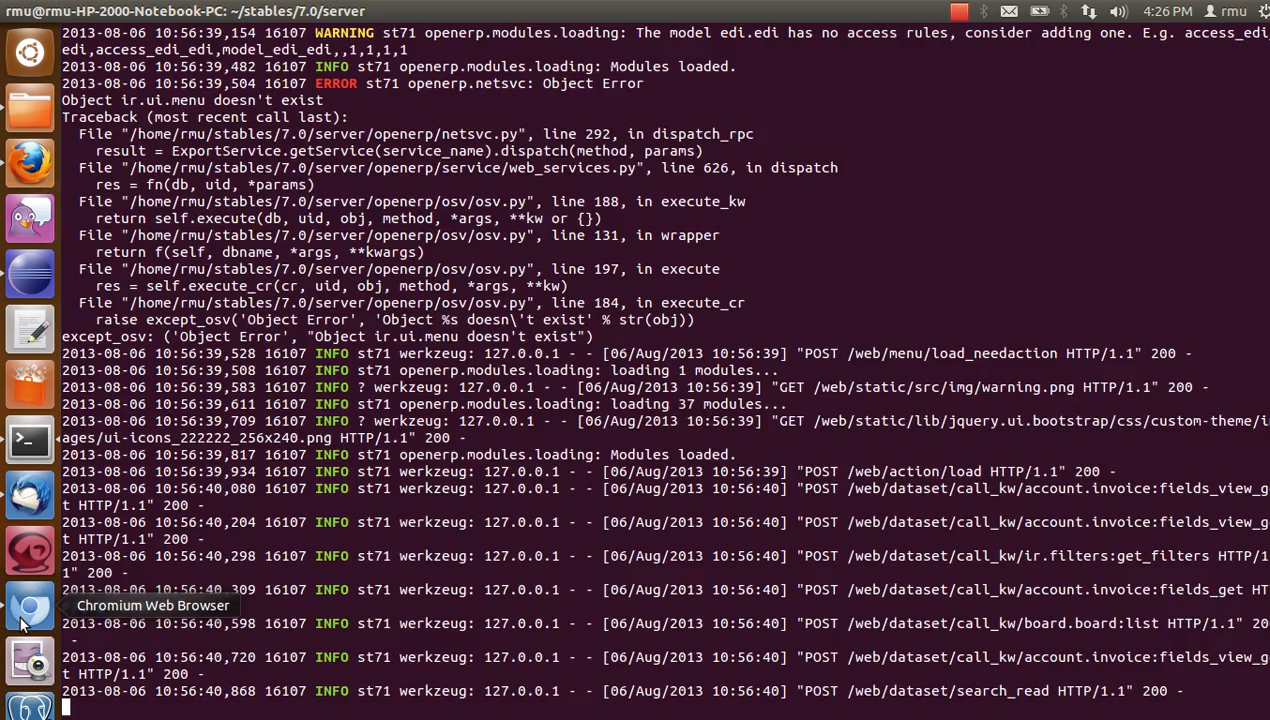 rmu@rmu-HP-2000-Notebook-PC: ~/stables/7.0/server
4:26 PM
rmu
2013-08-06 10:56:39,154 16107 WARNING st71 openerp.modules.loading: The model edi.edi has no access rules, consider adding one. E.g. access_edi_
edi,access_edi_edi,model_edi_edi,,1,1,1,1
2013-08-06 10:56:39,482 16107 INFO st71 openerp.modules.loading: Modules loaded.
2013-08-06 10:56:39,504 16107 ERROR st71 openerp.netsvc: Object Error
Object ir.ui.menu doesn't exist
Traceback (most recent call last):
File "/home/rmu/stables/7.0/server/openerp/netsvc.py", line 292, in dispatch_rpc
result = ExportService.getService(service_name).dispatch(method, params)
File "/home/rmu/stables/7.0/server/openerp/service/web_services.py", line 626, in dispatch
res = fn(db, uid, *params)
File "/home/rmu/stables/7.0/server/openerp/osv/osv.py", line 188, in execute_kw
return self.execute(db, uid, obj, method, *args, **kw or {})
File "/home/rmu/stables/7.0/server/openerp/osv/osv.py", line 131, in wrapper
return f(self, dbname, *args, **kwargs)
File "/home/rmu/stables/7.0/server/openerp/osv/osv.py", line 197, in execute
res = self.execute_cr(cr, uid, obj, method, *args, **kw)
File "/home/rmu/stables/7.0/server/openerp/osv/osv.py", line 184, in execute_cr
raise except_osv('Object Error', 'Object %s doesn\'t exist' % str(obj))
except_osv: ('Object Error', "Object ir.ui.menu doesn't exist")
2013-08-06 10:56:39,528 16107 INFO st71 werkzeug: 127.0.0.1 - - [06/Aug/2013 10:56:39] "POST /web/menu/load_needaction HTTP/1.1" 200 -
2013-08-06 10:56:39,508 16107 INFO st71 openerp.modules.loading: loading 1 modules...
2013-08-06 10:56:39,583 16107 INFO ? werkzeug: 127.0.0.1 - - [06/Aug/2013 10:56:39] "GET /web/static/src/img/warning.png HTTP/1.1" 200 -
2013-08-06 10:56:39,611 16107 INFO st71 openerp.modules.loading: loading 37 modules...
2013-08-06 10:56:39,709 16107 INFO ? werkzeug: 127.0.0.1 - - [06/Aug/2013 10:56:39] "GET /web/static/lib/jquery.ui.bootstrap/css/custom-theme/i
ages/ui-icons_222222_256x240.png HTTP/1.1" 200 -
2013-08-06 10:56:39,817 16107 INFO st71 openerp.modules.loading: Modules loaded.
2013-08-06 10:56:39,934 16107 INFO st71 werkzeug: 127.0.0.1 - - [06/Aug/2013 10:56:39] "POST /web/action/load HTTP/1.1" 200 -
2013-08-06 10:56:40,080 16107 INFO st71 werkzeug: 127.0.0.1 - - [06/Aug/2013 10:56:40] "POST /web/dataset/call_kw/account.invoice:fields_view_ge
t HTTP/1.1" 200 -
2013-08-06 10:56:40,204 16107 INFO st71 werkzeug: 127.0.0.1 - - [06/Aug/2013 10:56:40] "POST /web/dataset/call_kw/account.invoice:fields_view_ge
t HTTP/1.1" 200 -
2013-08-06 10:56:40,298 16107 INFO st71 werkzeug: 127.0.0.1 - - [06/Aug/2013 10:56:40] "POST /web/dataset/call_kw/ir.filters:get_filters HTTP/1.
1" 200 -
2013-08-06 10:56:40,309 16107 INFO st71 werkzeug: 127.0.0.1 - - [06/Aug/2013 10:56:40] "POST /web/dataset/call_kw/account.invoice:fields_get HT
Chromium Web Browser
2013-08-06 10:56:40,598 16107 INFO st71 werkzeug: 127.0.0.1 - - [06/Aug/2013 10:56:40] "POST /web/dataset/call_kw/board.board:list HTTP/1.1" 200
-
2013-08-06 10:56:40,720 16107 INFO st71 werkzeug: 127.0.0.1 - - [06/Aug/2013 10:56:40] "POST /web/dataset/call_kw/account.invoice:fields_view_ge
t HTTP/1.1" 200 -
2013-08-06 10:56:40,868 16107 INFO st71 werkzeug: 127.0.0.1 - - [06/Aug/2013 10:56:40] "POST /web/dataset/search_read HTTP/1.1" 200 -